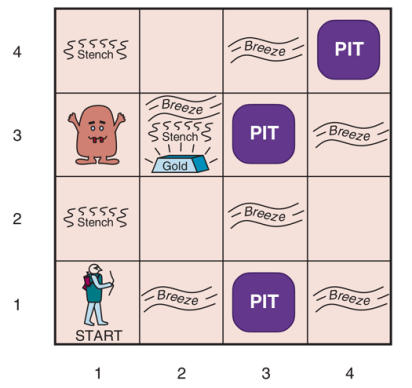 4 Stench Breeze PIT
Breeze
3 Stench PIT Breeze
Gold
2 Stench Breeze
Breeze PIT Breeze
1 START
1 2 3 4